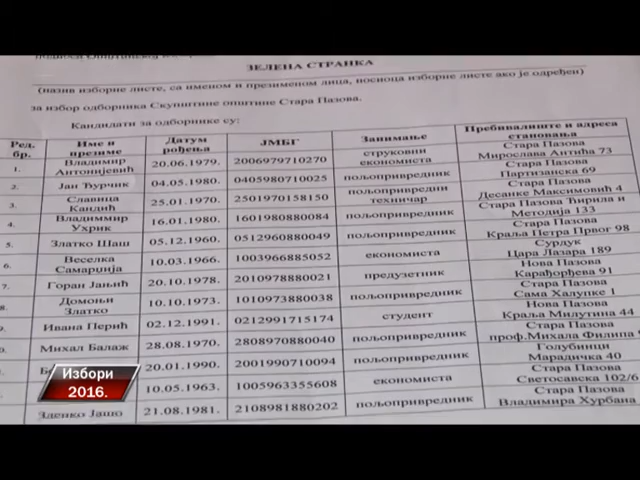 ЗЕЛЕНА СТРАНКА
(назив изборне листе, са именом и презименом лица, носиоца изборне листе ако је одређен)
за избор одборника Скупштине општине Стара Пазова.
Кандидати за одборнике су:
Ред. бр. Име и презиме Датум рођења ЈМБГ Занимање Пребивалиште и адреса становања
1. Владимир Антонијевић 20.06.1979. 2006979710270 струковни економиста Стара Пазова Мирослава Антића 73
2. Јан Ћурчик 04.05.1980. 0405980710025 пољопривредник Стара Пазова Партизанска 69
3. Славица Кандић 25.01.1970. 2501970158150 пољопривредни техничар Стара Пазова Десанке Максимовић 4
4. Владиммир Ухрик 16.01.1980. 1601980880084 пољопривредник Стара Пазова Ћирила и Методија 133
5. Златко Шаш 05.12.1960. 0512960880049 пољопривредник Стара Пазова Краља Петра Првог 98
6. Веселка Самарџија 10.03.1966. 1003966885052 економиста Сурдук Цара Лазара 189
7. Горан Јањић 20.10.1978. 2010978880021 предузетник Нова Пазова Карађорђева 91
8. Домоњи Златко 10.10.1973. 1010973880038 пољопривредник Стара Пазова Сама Халупке 1
9. Ивана Перић 02.12.1991. 0212991715174 студент Нова Пазова Краља Милутина 44
Михал Балаж 28.08.1970. 2808970880040 пољопривредник Стара Пазова проф.Михала Филипа
20.01.1990. 2001990710094 пољопривредник Голубинци Марадичка 40
10.05.1963. 1005963355608 економиста Стара Пазова Светосавска 102/6
Зденко Јашо 21.08.1981. 2108981880202 пољопривредник Стара Пазова Владимира Хурбана
Избори
2016.